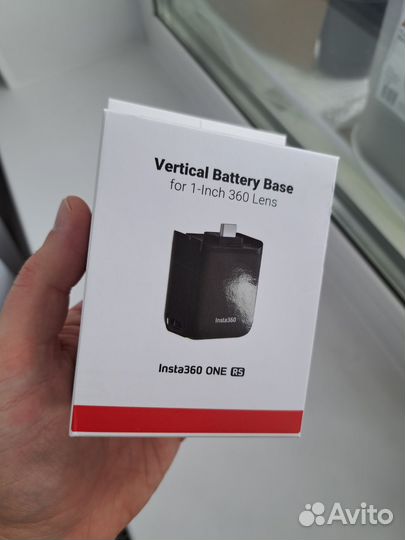 Vertical Battery Base
for 1-Inch 360 Lens
Insta360
Insta360 ONE RS
Avito